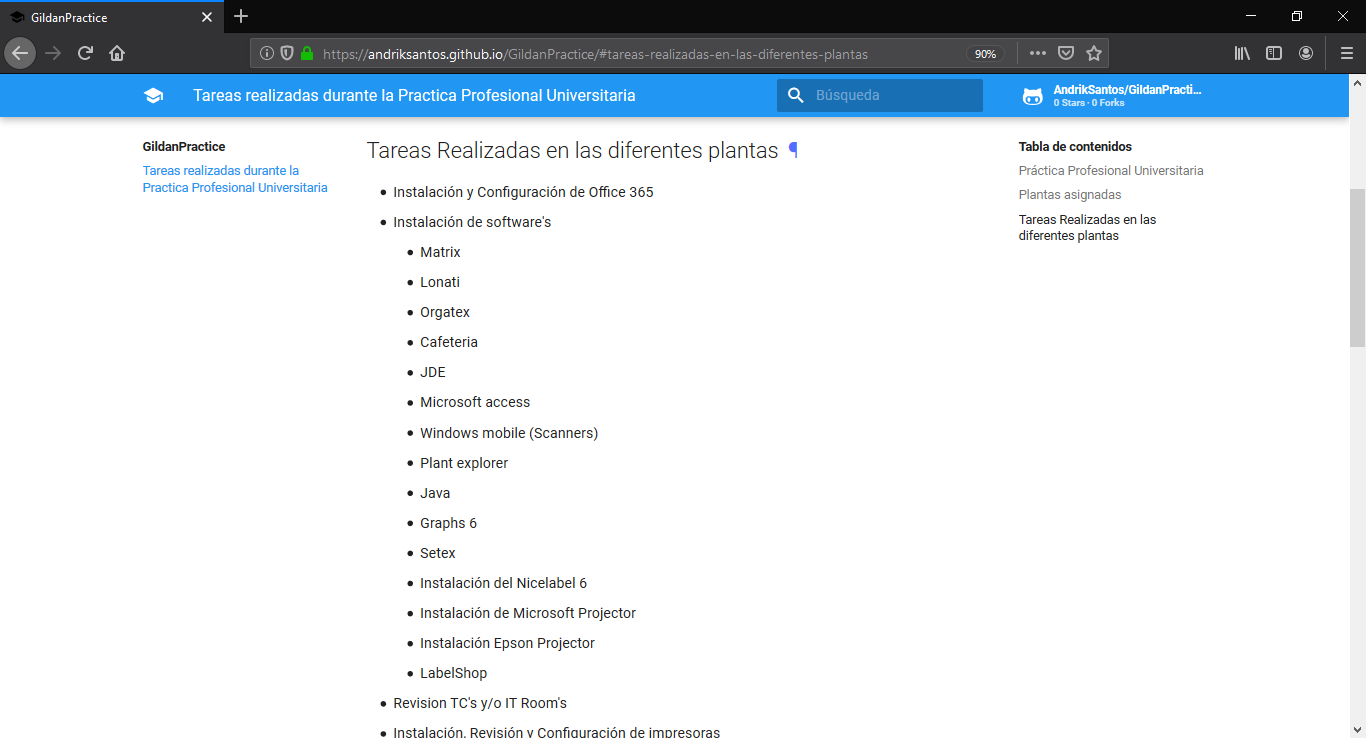 GildanPractice
https://andriksantos.github.io/GildanPractice/#tareas-realizadas-en-las-diferentes-plantas
90%
Tareas realizadas durante la Practica Profesional Universitaria
Búsqueda
AndrikSantos/GildanPracti...
0 Stars · 0 Forks
GildanPractice
Tareas realizadas durante la
Practica Profesional Universitaria
Tareas Realizadas en las diferentes plantas ¶
Instalación y Configuración de Office 365
Instalación de software's
Matrix
Lonati
Orgatex
Cafeteria
JDE
Microsoft access
Windows mobile (Scanners)
Plant explorer
Java
Graphs 6
Setex
Instalación del Nicelabel 6
Instalación de Microsoft Projector
Instalación Epson Projector
LabelShop
Revision TC's y/o IT Room's
Instalación, Revisión y Configuración de impresoras
Tabla de contenidos
Práctica Profesional Universitaria
Plantas asignadas
Tareas Realizadas en las
diferentes plantas